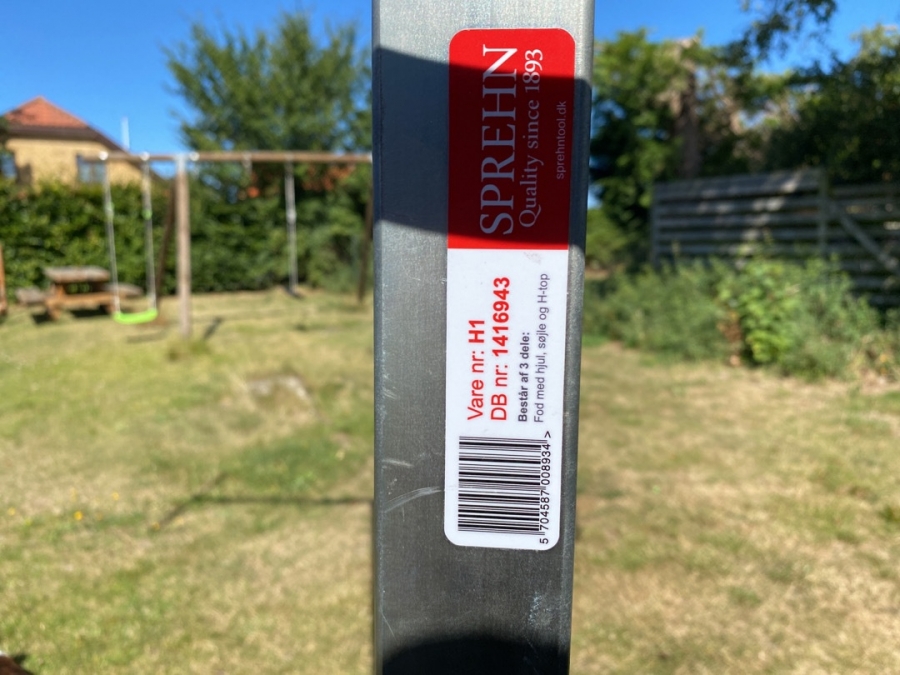 SPREHN
Quality since 1893
sprehntool.dk
Vare nr: H1
DB nr: 1416943
Består af 3 dele:
Fod med hjul, søjle og H-top
5 704587 008934 >